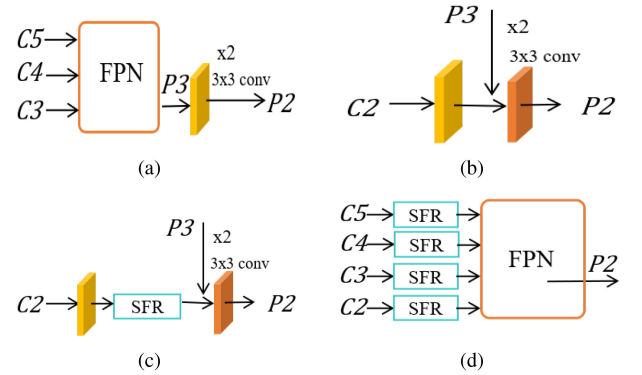 C5
C4
C3
FPN
P3
x2
3x3 conv
P2
(a)
P3
x2
3x3 conv
C2
P2
(b)
P3
x2
3x3 conv
C2
SFR
P2
(c)
C5
SFR
C4
SFR
C3
SFR
C2
SFR
FPN
P2
(d)